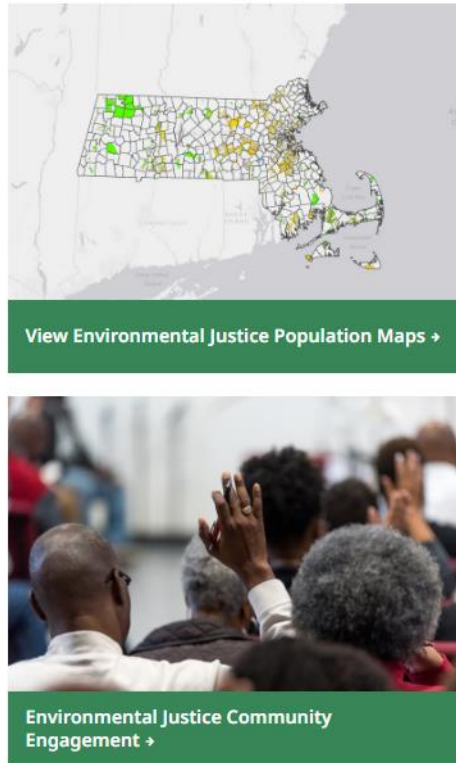 View Environmental Justice Population Maps →
Environmental Justice Community
Engagement →